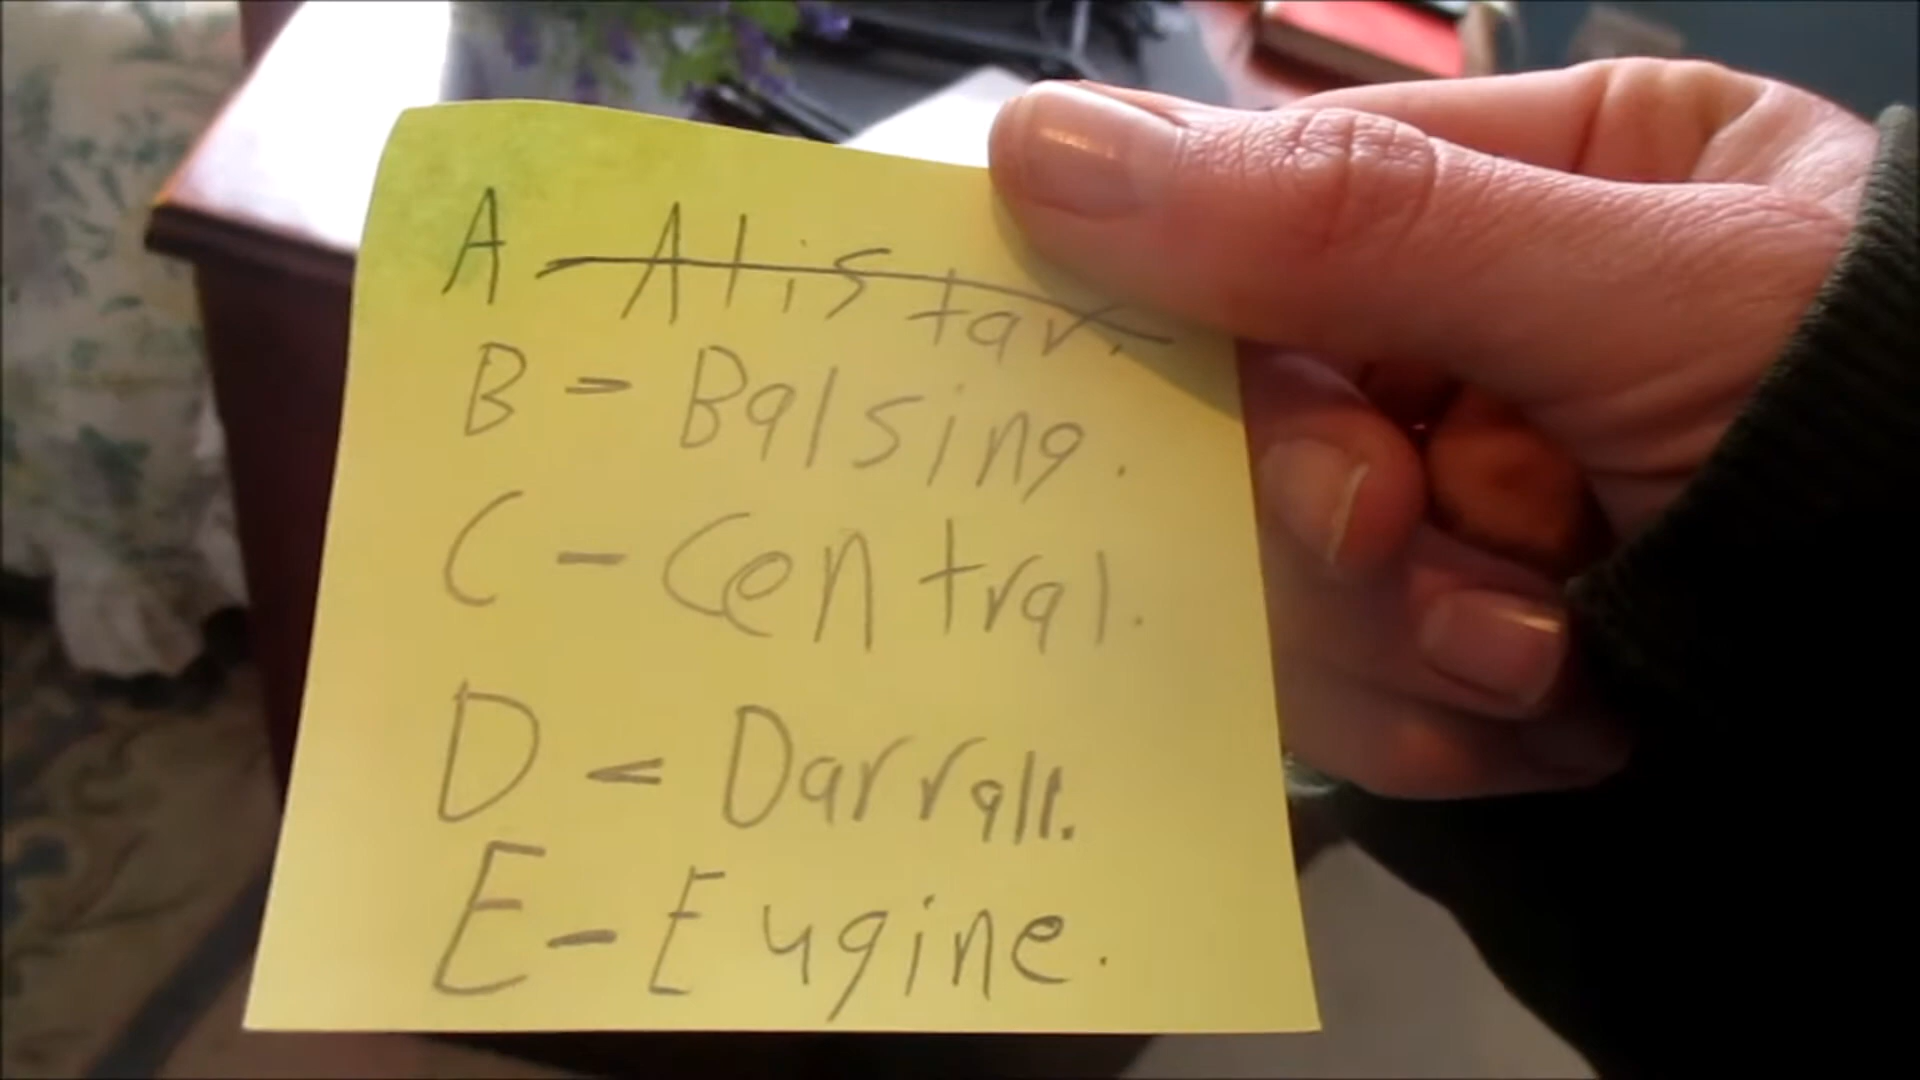 A - Alistar.
B = Balsing.
C - Central.
D - Darrall.
E - Eugine.